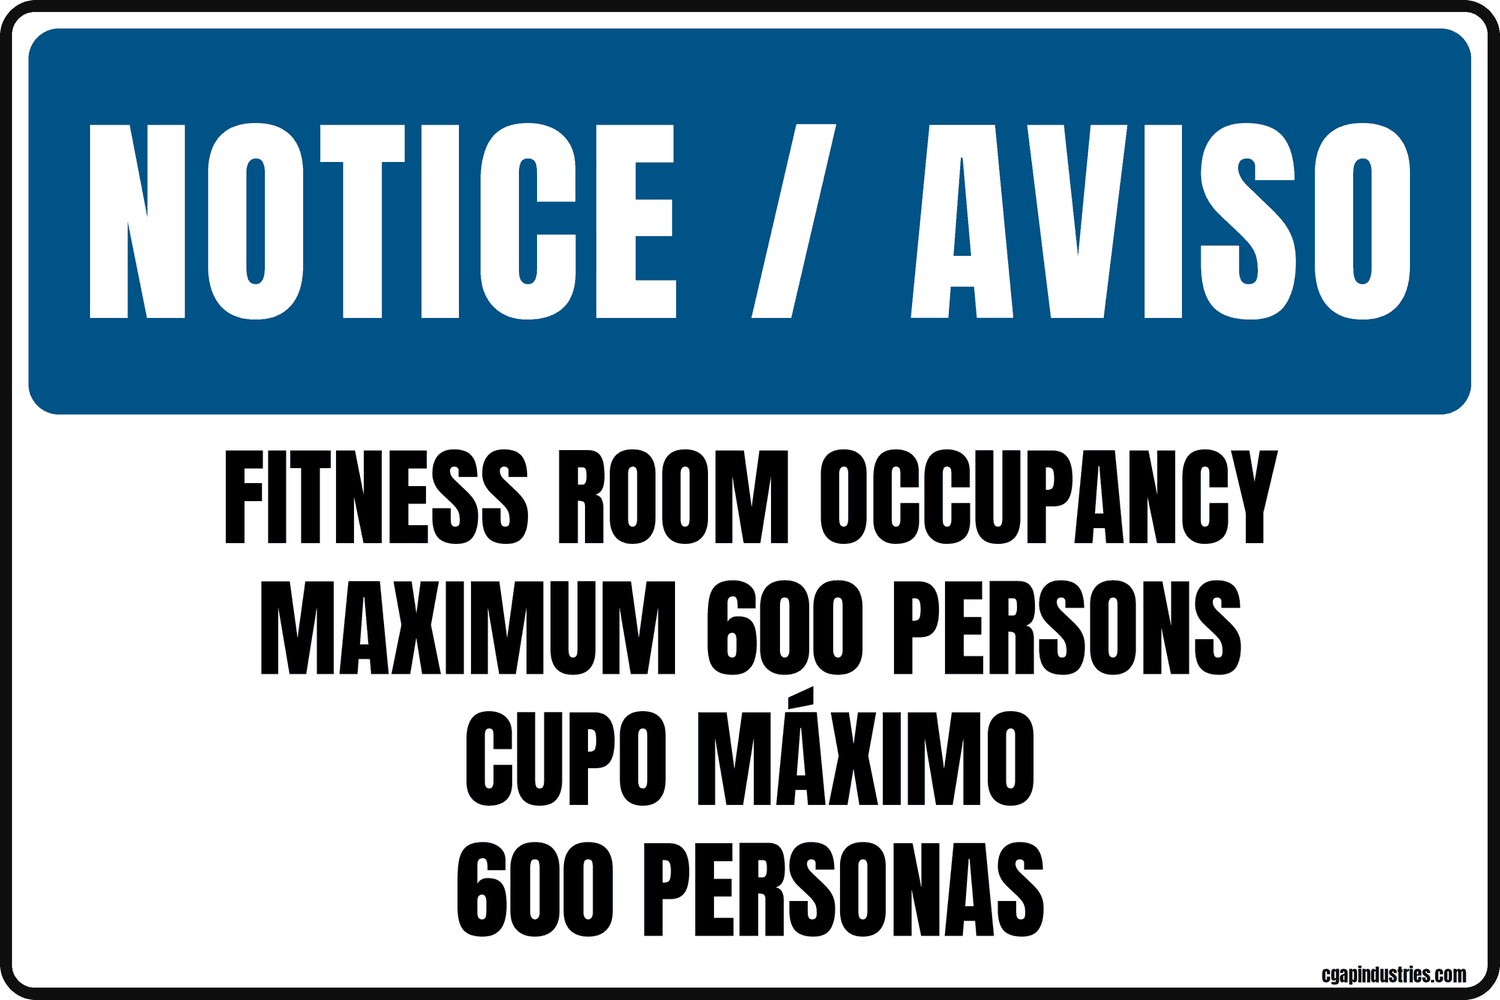 NOTICE / AVISO
FITNESS ROOM OCCUPANCY
MAXIMUM 600 PERSONS
CUPO MÁXIMO
600 PERSONAS
cgapindustries.com